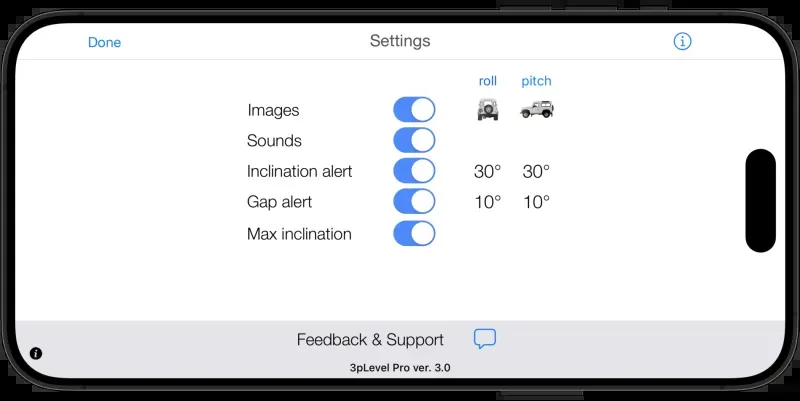 Done Settings
roll pitch
Images
Sounds
Inclination alert 30° 30°
Gap alert 10° 10°
Max inclination
Feedback & Support
3pLevel Pro ver. 3.0